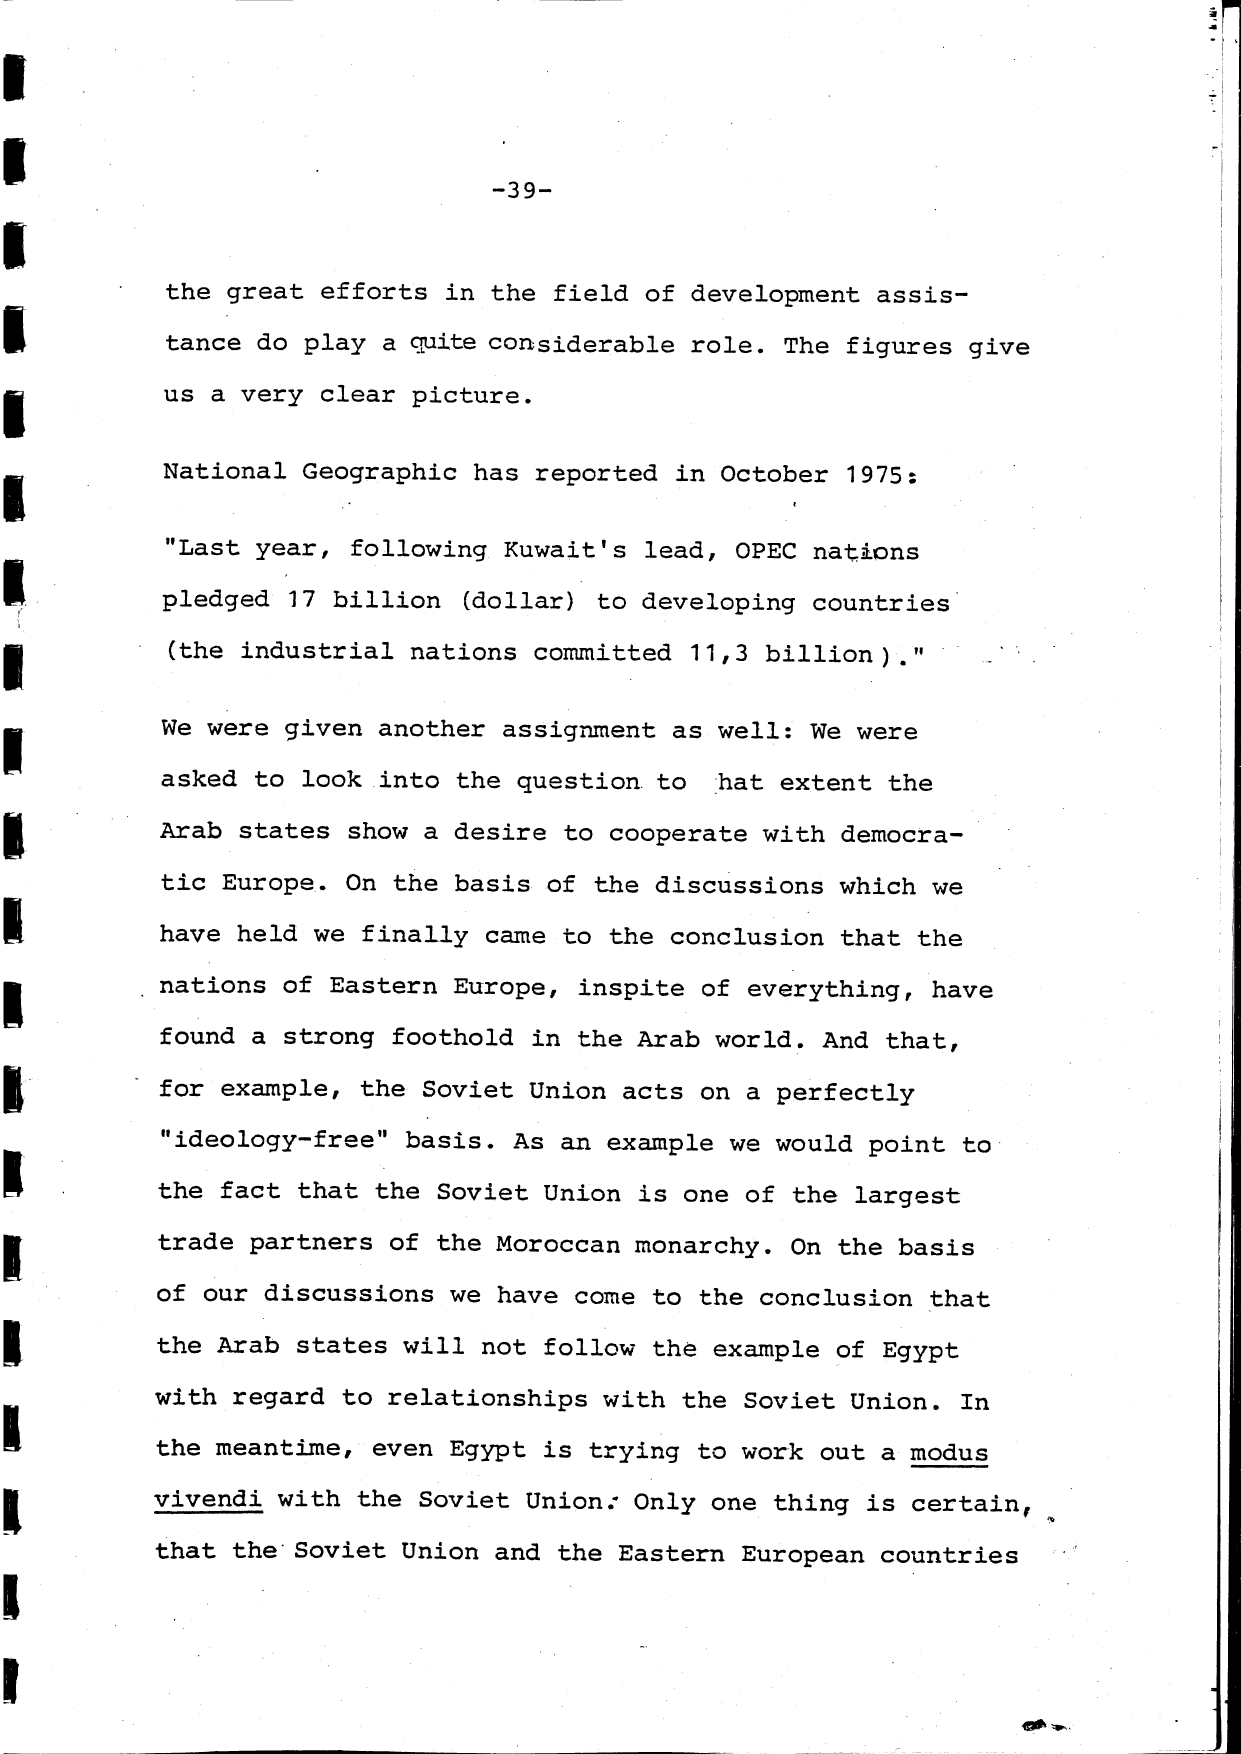 -39-
the great efforts in the field of development assis-
tance do play a quite considerable role. The figures give
us a very clear picture.
National Geographic has reported in October 1975:
"Last year, following Kuwait's lead, OPEC nations
pledged 17 billion (dollar) to developing countries
(the industrial nations committed 11,3 billion)."
We were given another assignment as well: We were
asked to look into the question to hat extent the
Arab states show a desire to cooperate with democra-
tic Europe. On the basis of the discussions which we
have held we finally came to the conclusion that the
nations of Eastern Europe, inspite of everything, have
found a strong foothold in the Arab world. And that,
for example, the Soviet Union acts on a perfectly
"ideology-free" basis. As an example we would point to
the fact that the Soviet Union is one of the largest
trade partners of the Moroccan monarchy. On the basis
of our discussions we have come to the conclusion that
the Arab states will not follow the example of Egypt
with regard to relationships with the Soviet Union. In
the meantime, even Egypt is trying to work out a modus
vivendi with the Soviet Union. Only one thing is certain,
that the Soviet Union and the Eastern European countries